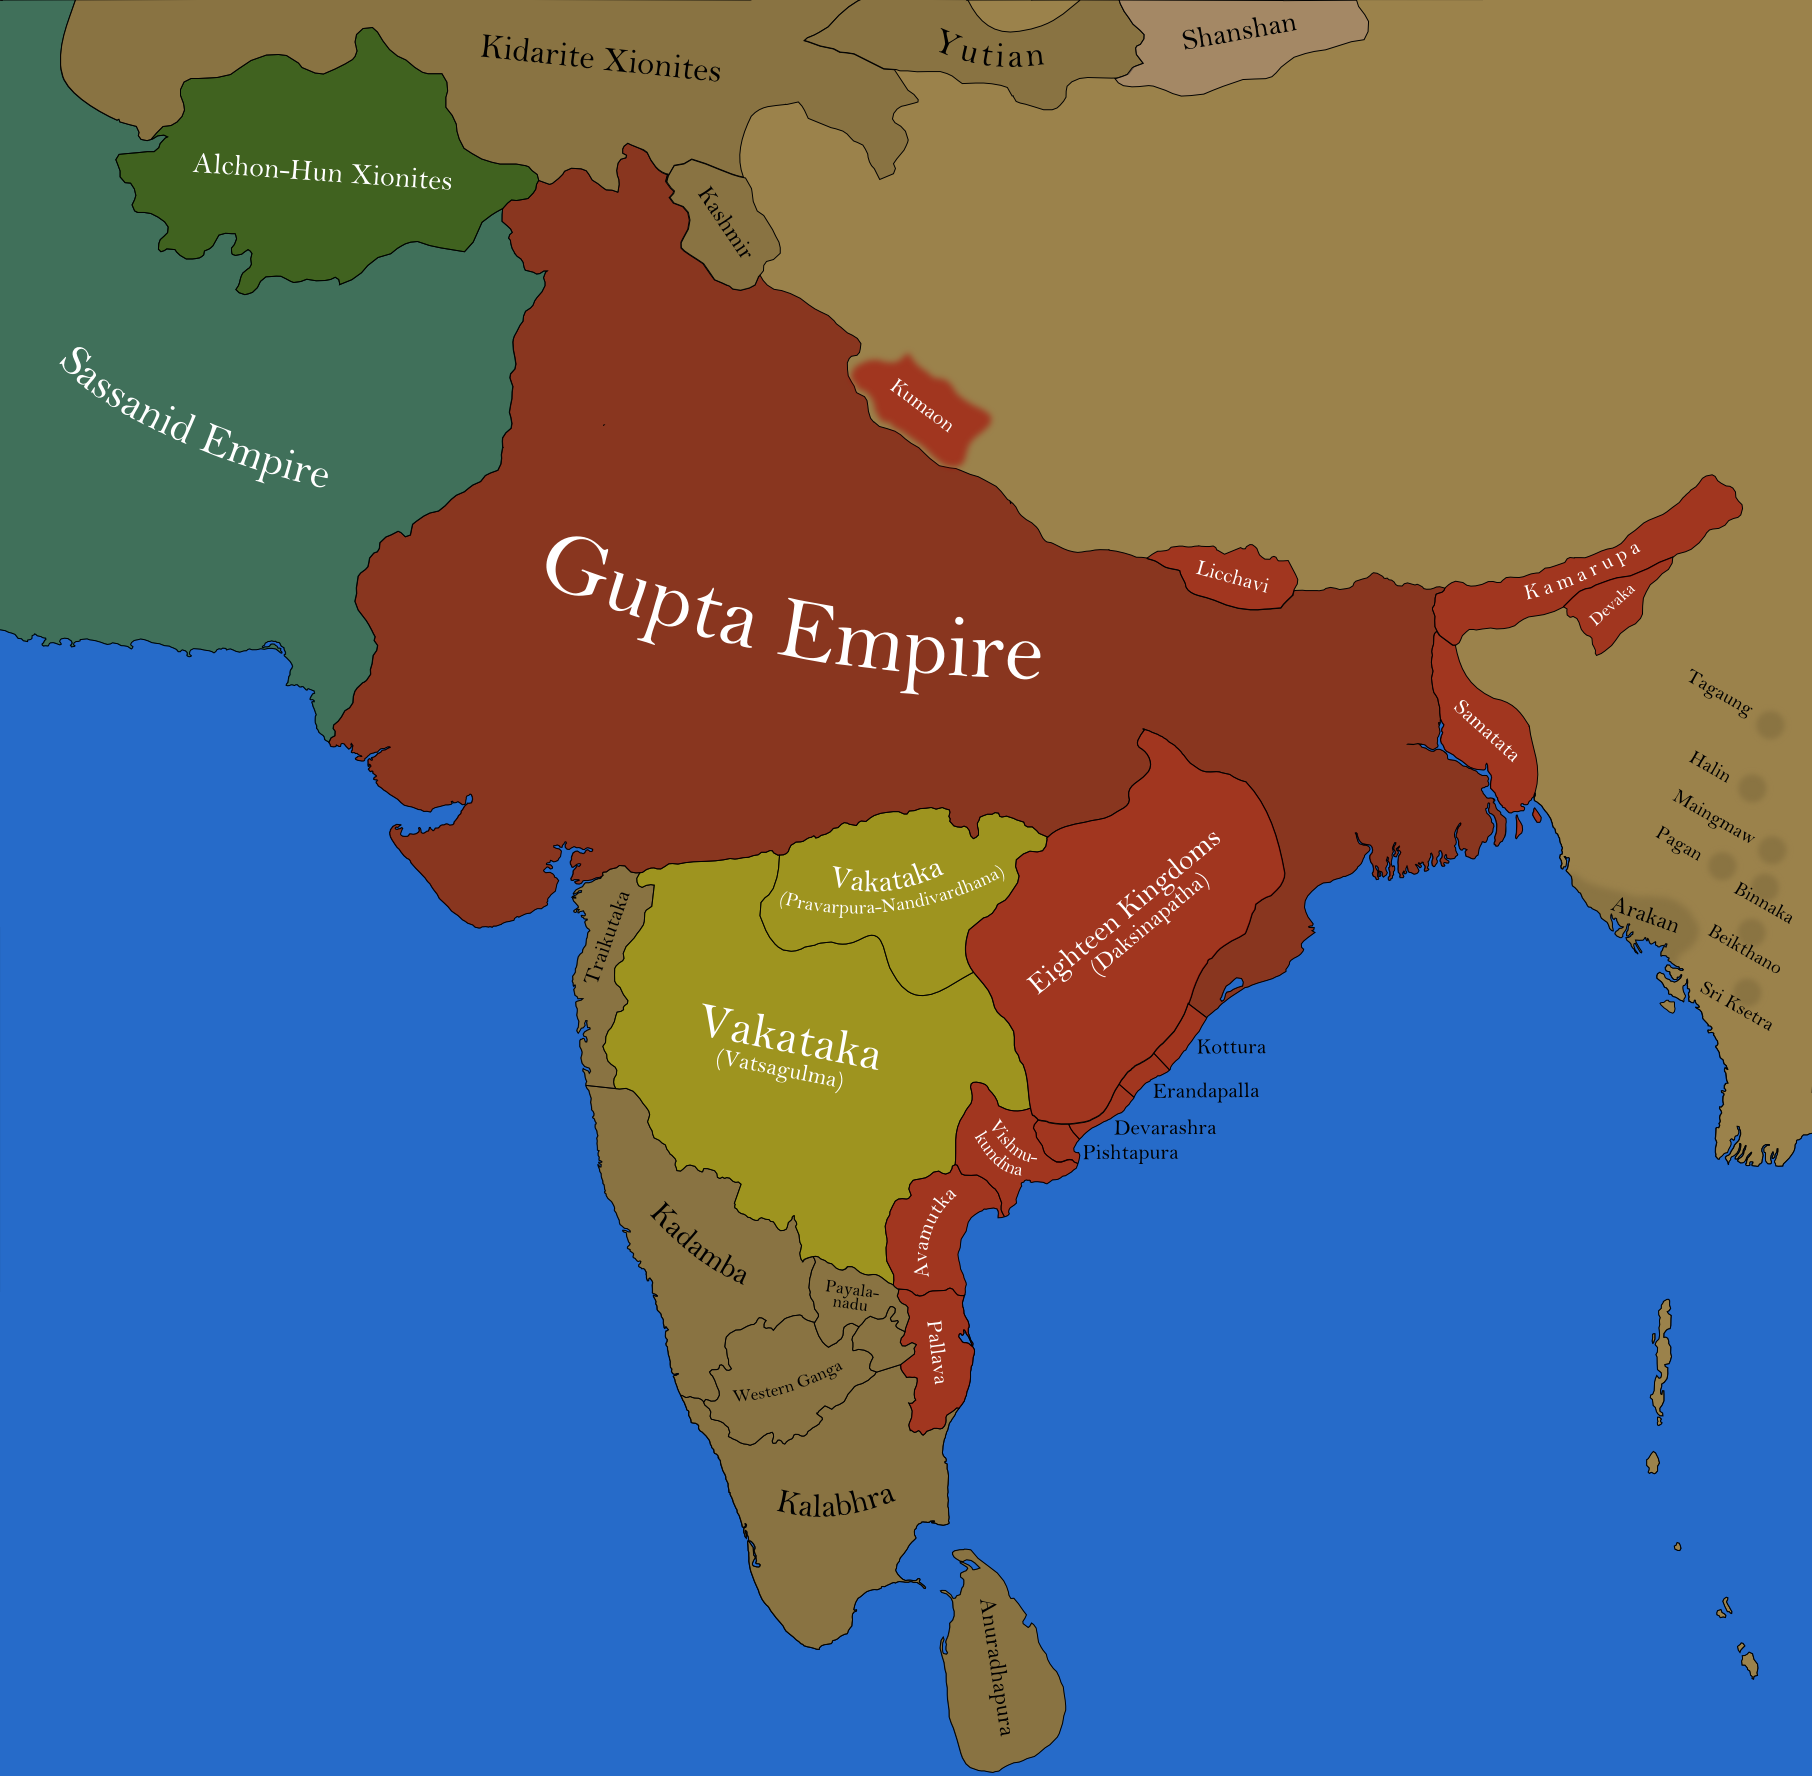 Kidarite Xionites
Yutian
Shanshan
Alchon-Hun Xionites
Kashmir
Sassanid Empire
Kumaon
Gupta Empire
Licchavi
Kamarupa
Devaka
Samatata
Tagaung
Halin
Maingmaw
Pagan
Binnaka
Arakan
Beikthano
Sri Ksetra
Vakataka
(Pravarpura-Nandivardhana)
Eighteen Kingdoms
(Daksinapatha)
Traikutaka
Vakataka
(Vatsagulma)
Kottura
Erandapalla
Devarashra
Pishtapura
Vishnu-
kundina
Avamutka
Kadamba
Payala-
nadu
Pallava
Western Ganga
Kalabhra
Anuradhapura